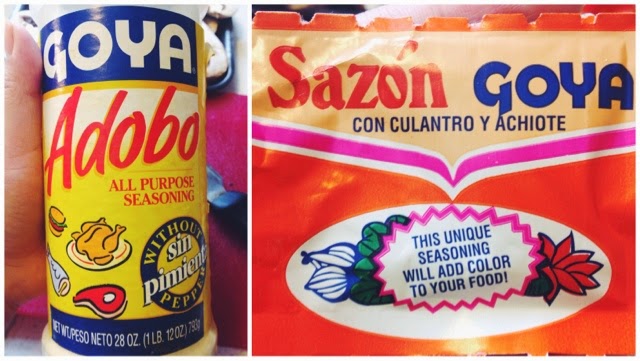 GOYA
Adobo
ALL PURPOSE
SEASONING
WITHOUT
sin
pimienta
PEPPER
NET WT/PESO NETO 28 OZ. (1 LB. 12 OZ.) 793g
Sazón GOYA
CON CULANTRO Y ACHIOTE
THIS UNIQUE
SEASONING
WILL ADD COLOR
TO YOUR FOOD!